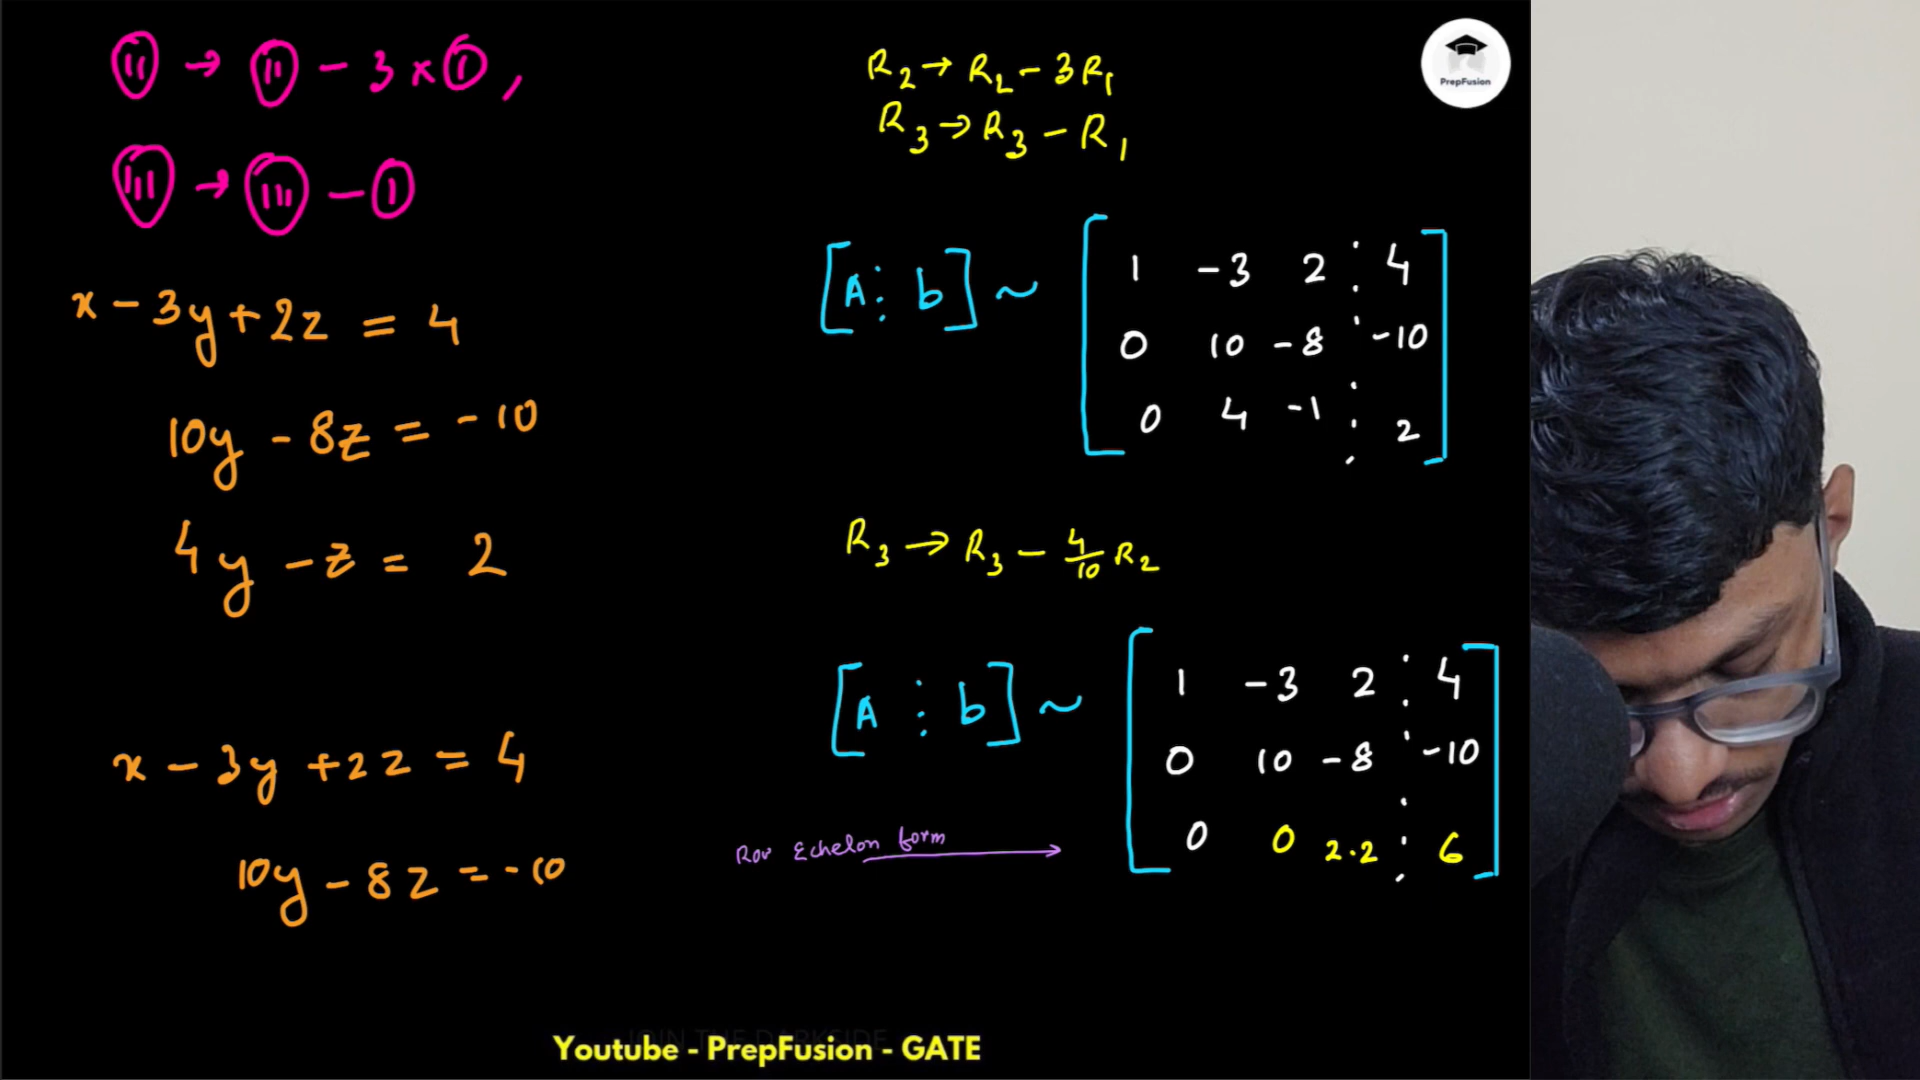 (ii) → (ii) - 3 × (i),
(iii) → (iii) - (i)
x - 3y + 2z = 4
10y - 8z = -10
4y - z = 2
x - 3y + 2z = 4
10y - 8z = -10
R2 → R2 - 3R1
R3 → R3 - R1
[A ⋮ b] ~
1 -3 2 ⋮ 4
0 10 -8 ⋮ -10
0 4 -1 ⋮ 2
R3 → R3 - 4/10 R2
[A ⋮ b] ~
1 -3 2 ⋮ 4
0 10 -8 ⋮ -10
0 0 2.2 ⋮ 6
Row Echelon form →
PrepFusion
JOIN THE DARKSIDE
Youtube - PrepFusion - GATE